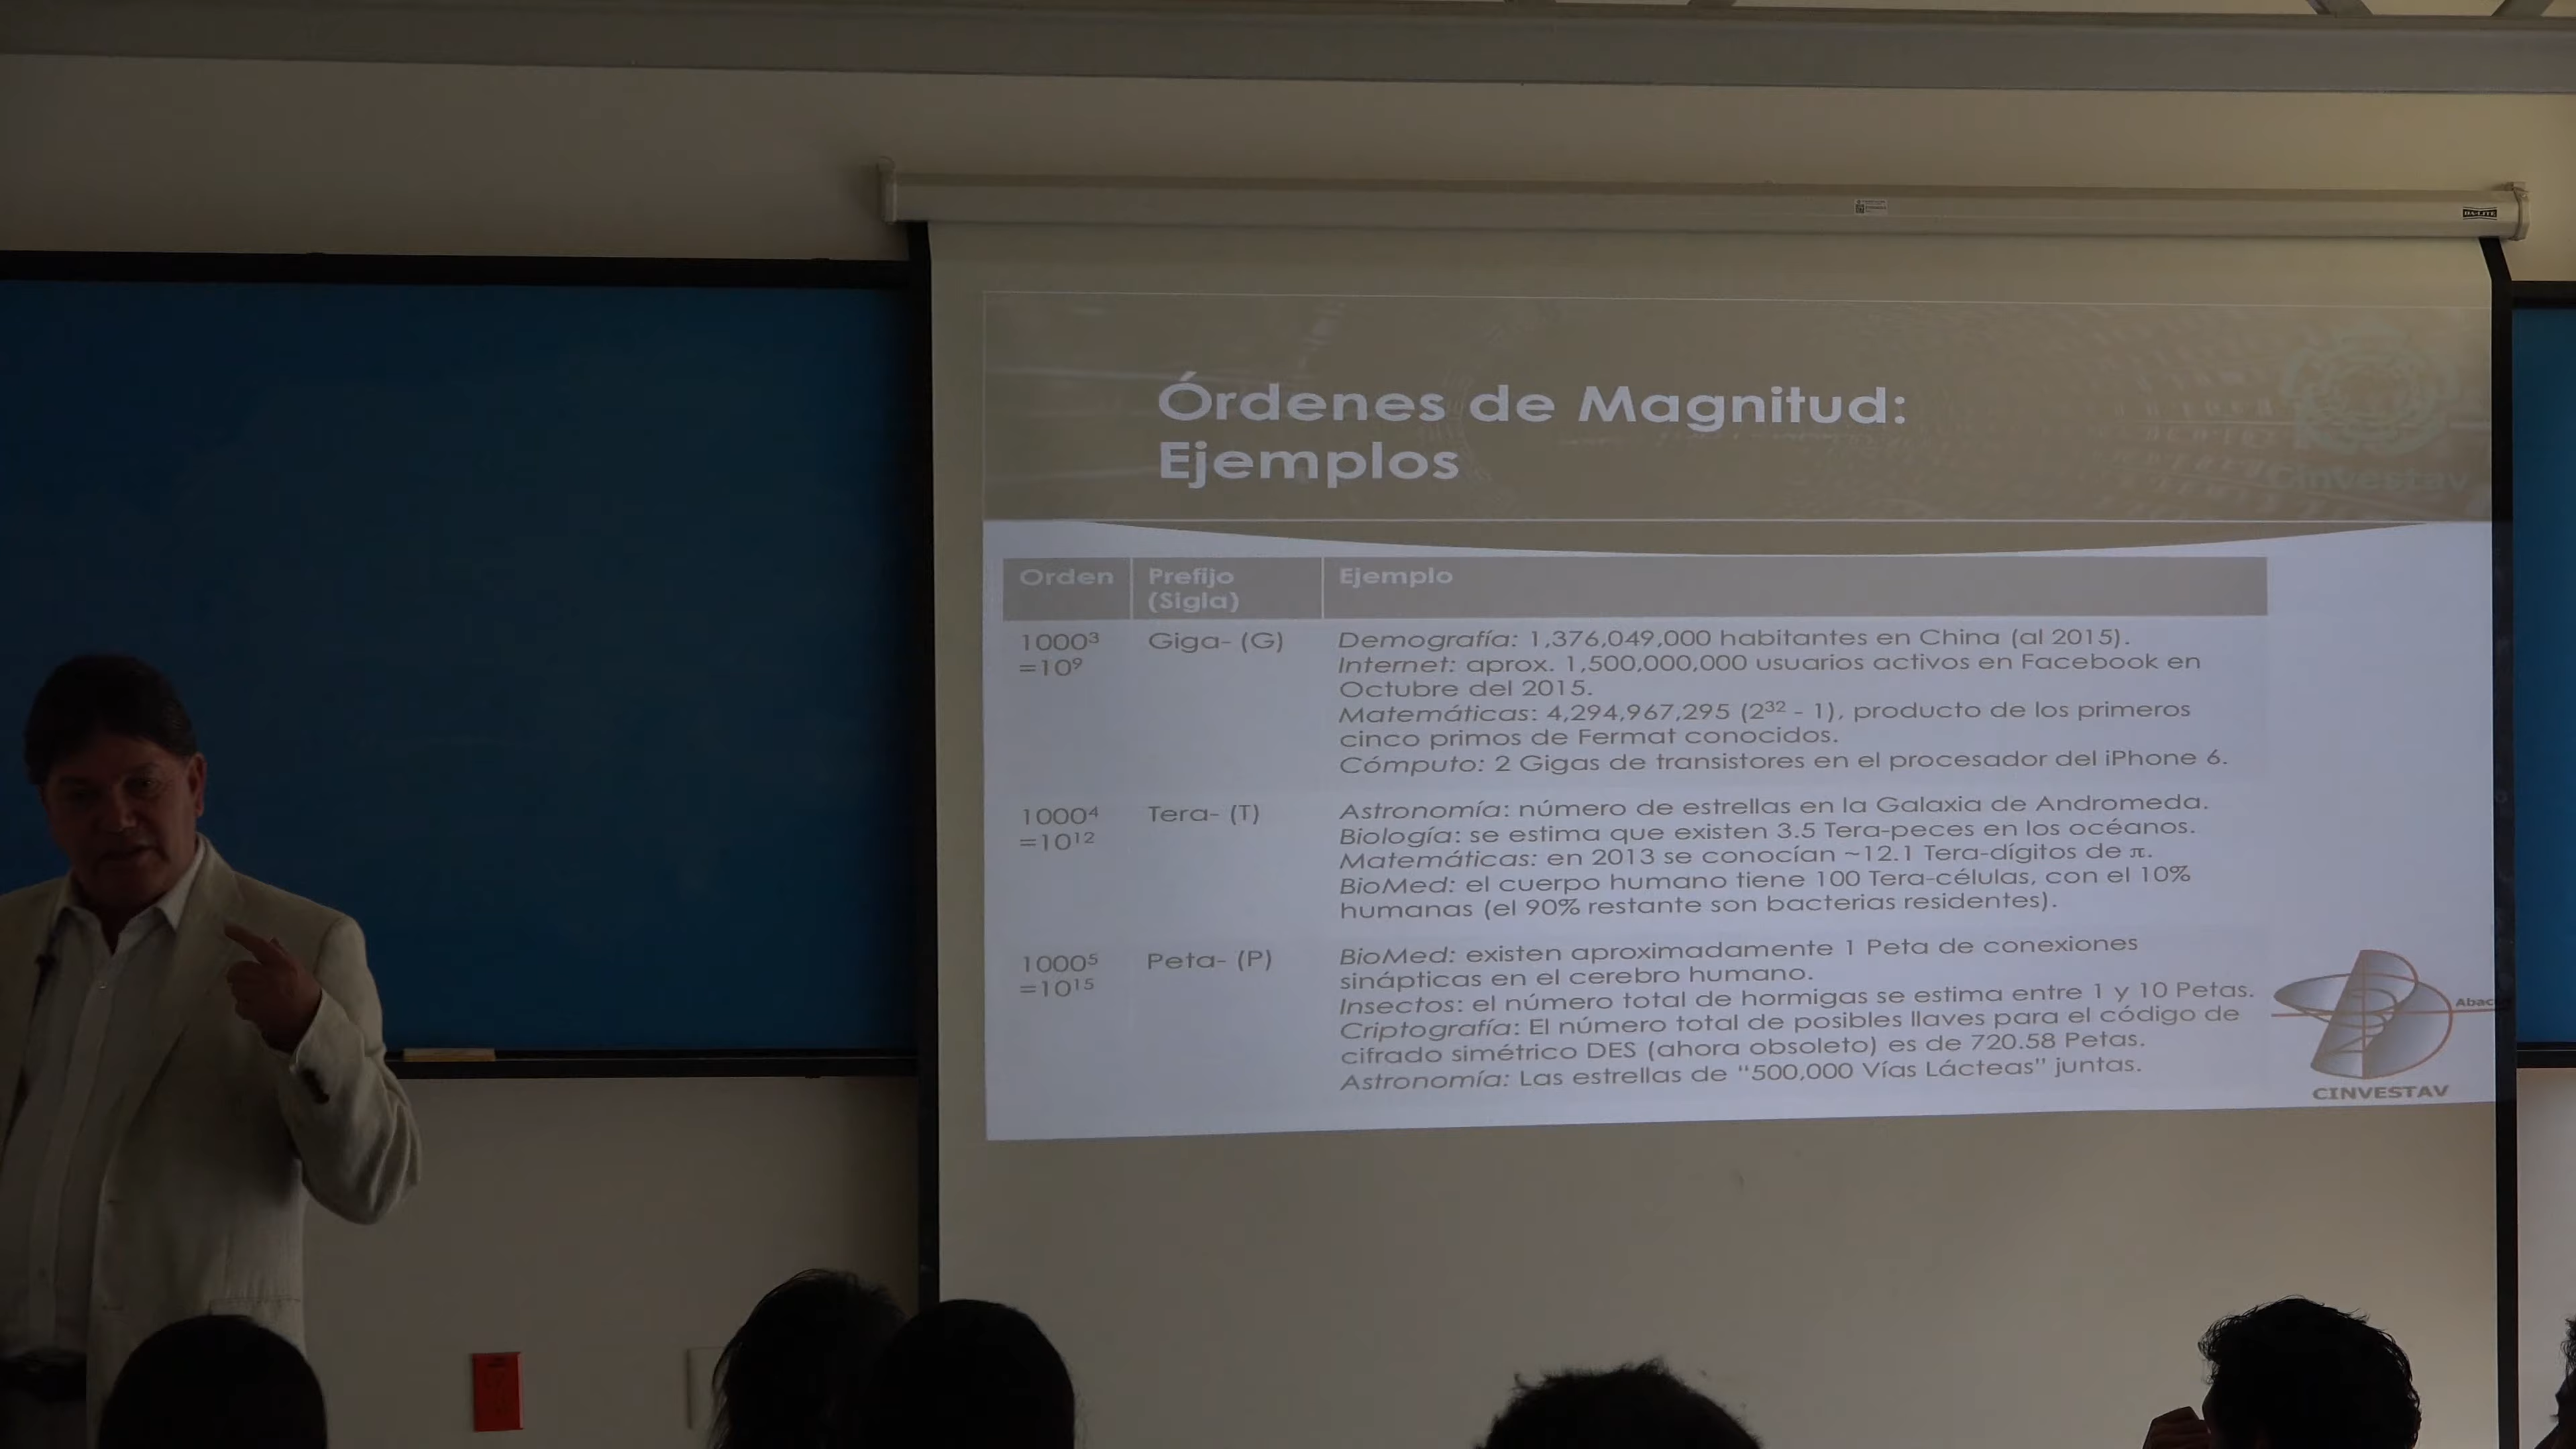 DA-LITE
Órdenes de Magnitud:
Ejemplos
cinvestav
Orden
Prefijo
(Sigla)
Ejemplo
1000³
=10⁹
Giga- (G)
Demografía: 1,376,049,000 habitantes en China (al 2015).
Internet: aprox. 1,500,000,000 usuarios activos en Facebook en
Octubre del 2015.
Matemáticas: 4,294,967,295 (2³² - 1), producto de los primeros
cinco primos de Fermat conocidos.
Cómputo: 2 Gigas de transistores en el procesador del iPhone 6.
1000⁴
=10¹²
Tera- (T)
Astronomía: número de estrellas en la Galaxia de Andromeda.
Biología: se estima que existen 3.5 Tera-peces en los océanos.
Matemáticas: en 2013 se conocían ~12.1 Tera-dígitos de π.
BioMed: el cuerpo humano tiene 100 Tera-células, con el 10%
humanas (el 90% restante son bacterias residentes).
1000⁵
=10¹⁵
Peta- (P)
BioMed: existen aproximadamente 1 Peta de conexiones
sinápticas en el cerebro humano.
Insectos: el número total de hormigas se estima entre 1 y 10 Petas.
Criptografía: El número total de posibles llaves para el código de
cifrado simétrico DES (ahora obsoleto) es de 720.58 Petas.
Astronomía: Las estrellas de "500,000 Vías Lácteas" juntas.
Abac
CINVESTAV